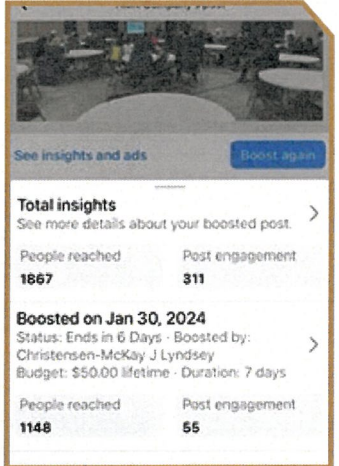 See insights and ads
Boost again
Total insights
See more details about your boosted post.
People reached
Post engagement
1867
311
Boosted on Jan 30, 2024
Status: Ends in 6 Days · Boosted by:
Christensen-McKay J Lyndsey
Budget: $50.00 lifetime · Duration: 7 days
People reached
Post engagement
1148
55